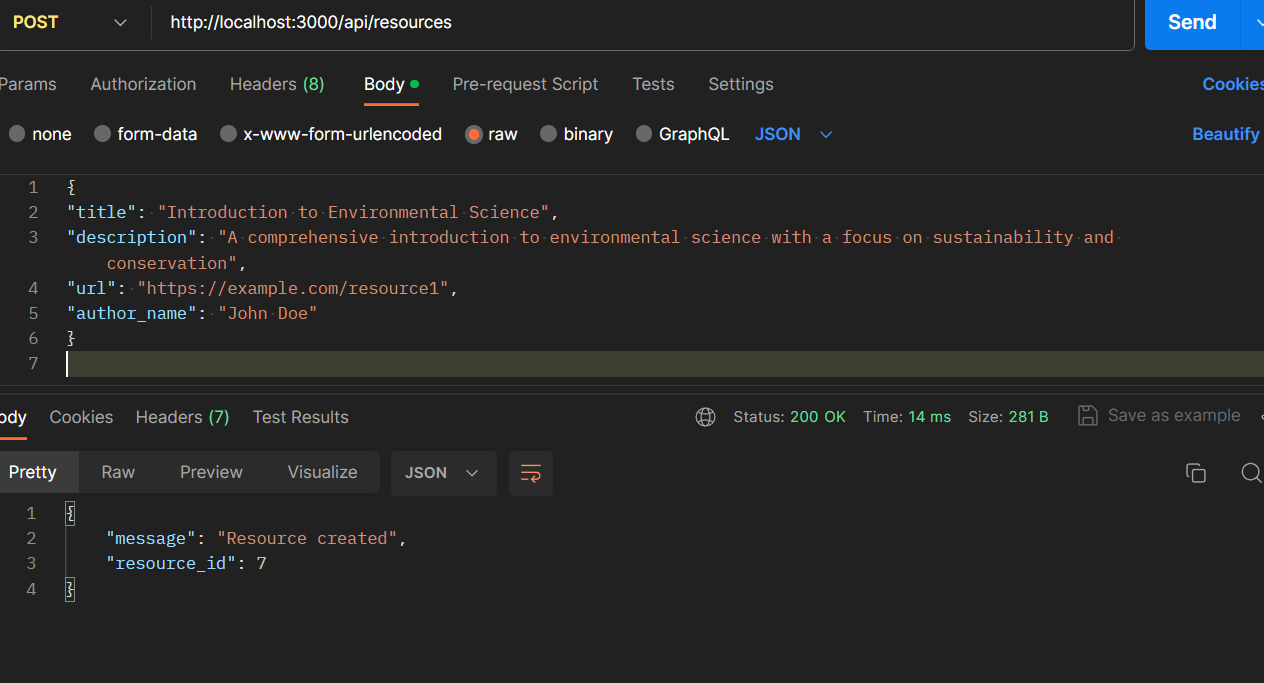 POST http://localhost:3000/api/resources Send
Params Authorization Headers (8) Body Pre-request Script Tests Settings Cookies
none form-data x-www-form-urlencoded raw binary GraphQL JSON Beautify
1 {
2 "title": "Introduction to Environmental Science",
3 "description": "A comprehensive introduction to environmental science with a focus on sustainability and
conservation",
4 "url": "https://example.com/resource1",
5 "author_name": "John Doe"
6 }
7
ody Cookies Headers (7) Test Results Status: 200 OK Time: 14 ms Size: 281 B Save as example
Pretty Raw Preview Visualize JSON
1 {
2 "message": "Resource created",
3 "resource_id": 7
4 }